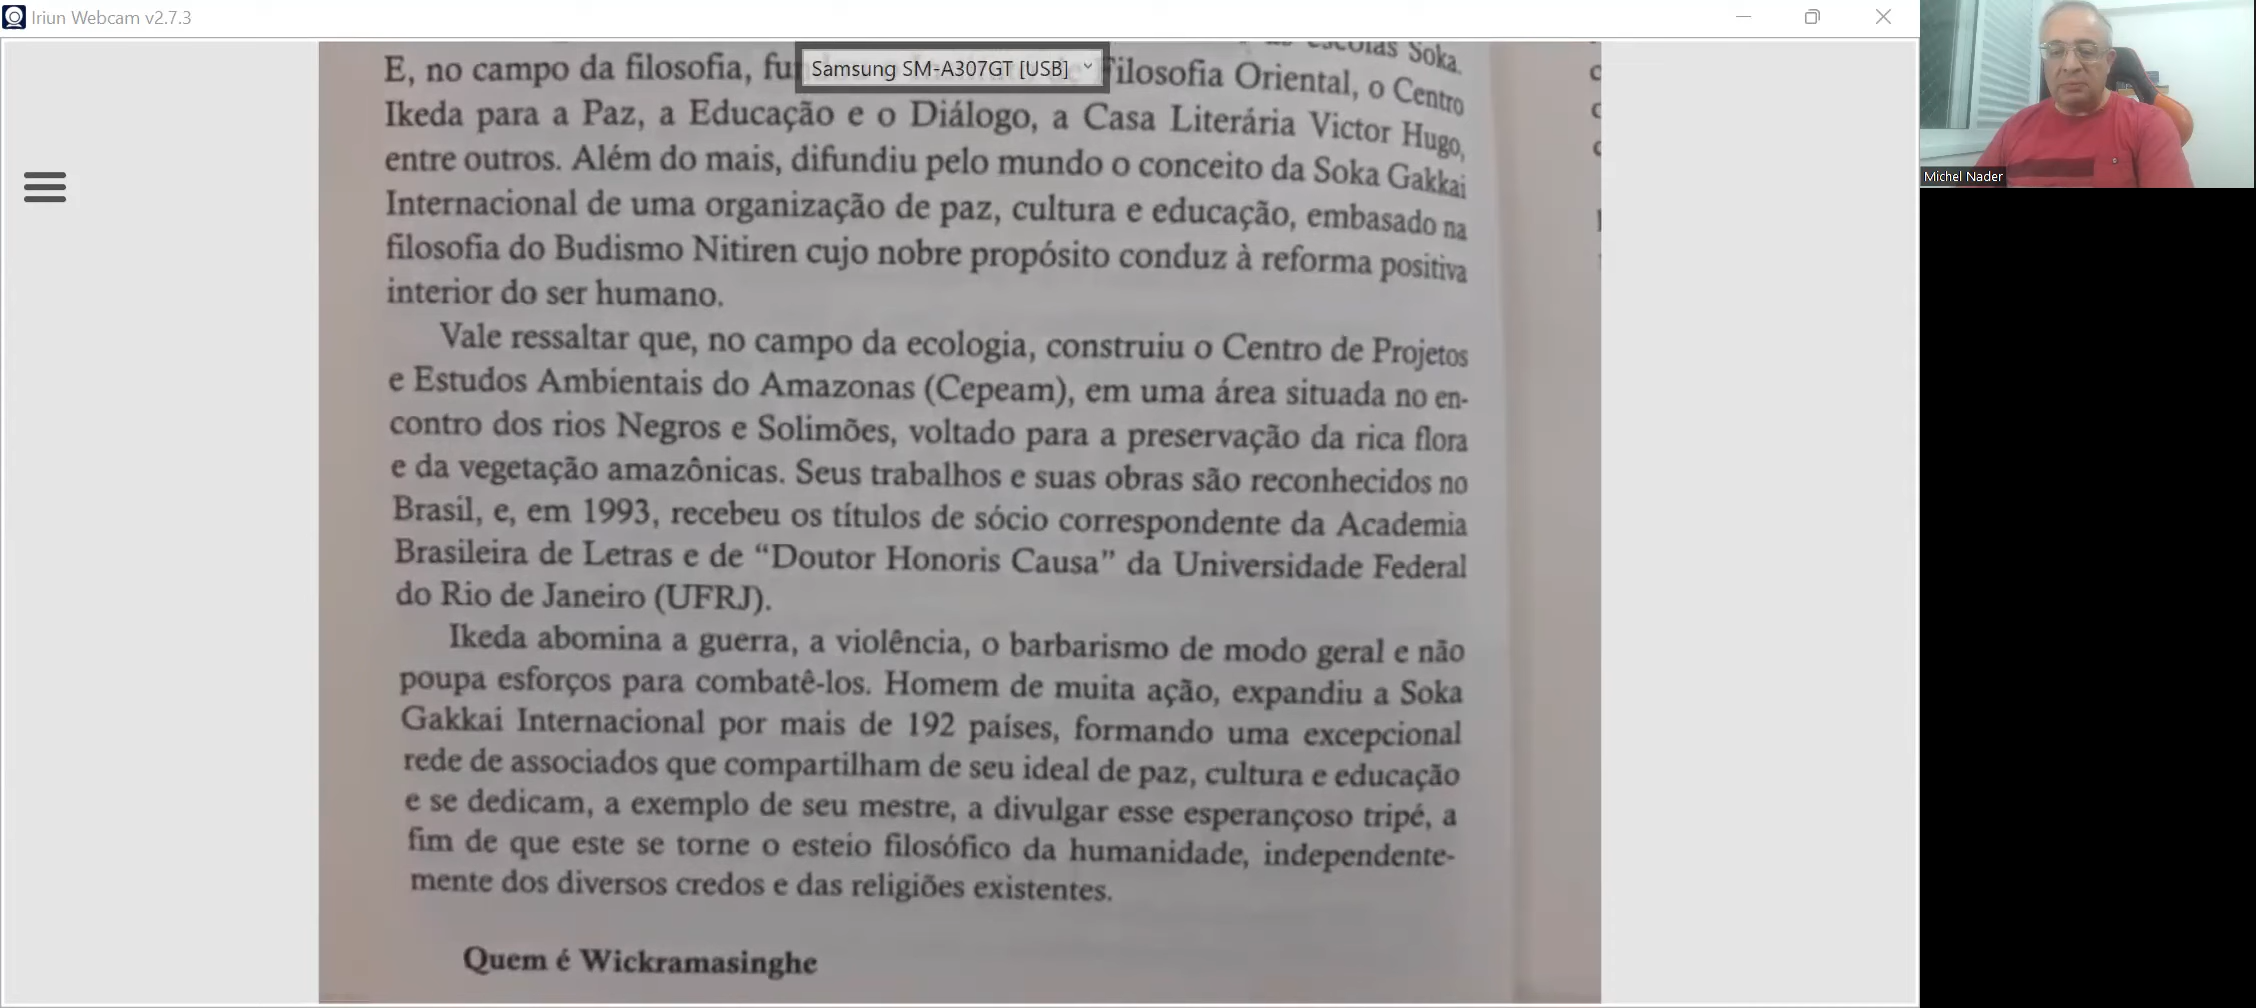 Iriun Webcam v2.7.3
escolas Soka.
E, no campo da filosofia, Filosofia Oriental, o Centro
Samsung SM-A307GT [USB]
Ikeda para a Paz, a Educação e o Diálogo, a Casa Literária Victor Hugo,
entre outros. Além do mais, difundiu pelo mundo o conceito da Soka Gakkai
Internacional de uma organização de paz, cultura e educação, embasado na
filosofia do Budismo Nitiren cujo nobre propósito conduz à reforma positiva
interior do ser humano.
Vale ressaltar que, no campo da ecologia, construiu o Centro de Projetos
e Estudos Ambientais do Amazonas (Cepeam), em uma área situada no en-
contro dos rios Negros e Solimões, voltado para a preservação da rica flora
e da vegetação amazônicas. Seus trabalhos e suas obras são reconhecidos no
Brasil, e, em 1993, recebeu os títulos de sócio correspondente da Academia
Brasileira de Letras e de “Doutor Honoris Causa” da Universidade Federal
do Rio de Janeiro (UFRJ).
Ikeda abomina a guerra, a violência, o barbarismo de modo geral e não
poupa esforços para combatê-los. Homem de muita ação, expandiu a Soka
Gakkai Internacional por mais de 192 países, formando uma excepcional
rede de associados que compartilham de seu ideal de paz, cultura e educação
e se dedicam, a exemplo de seu mestre, a divulgar esse esperançoso tripé, a
fim de que este se torne o esteio filosófico da humanidade, independente-
mente dos diversos credos e das religiões existentes.
Quem é Wickramasinghe
Michel Nader